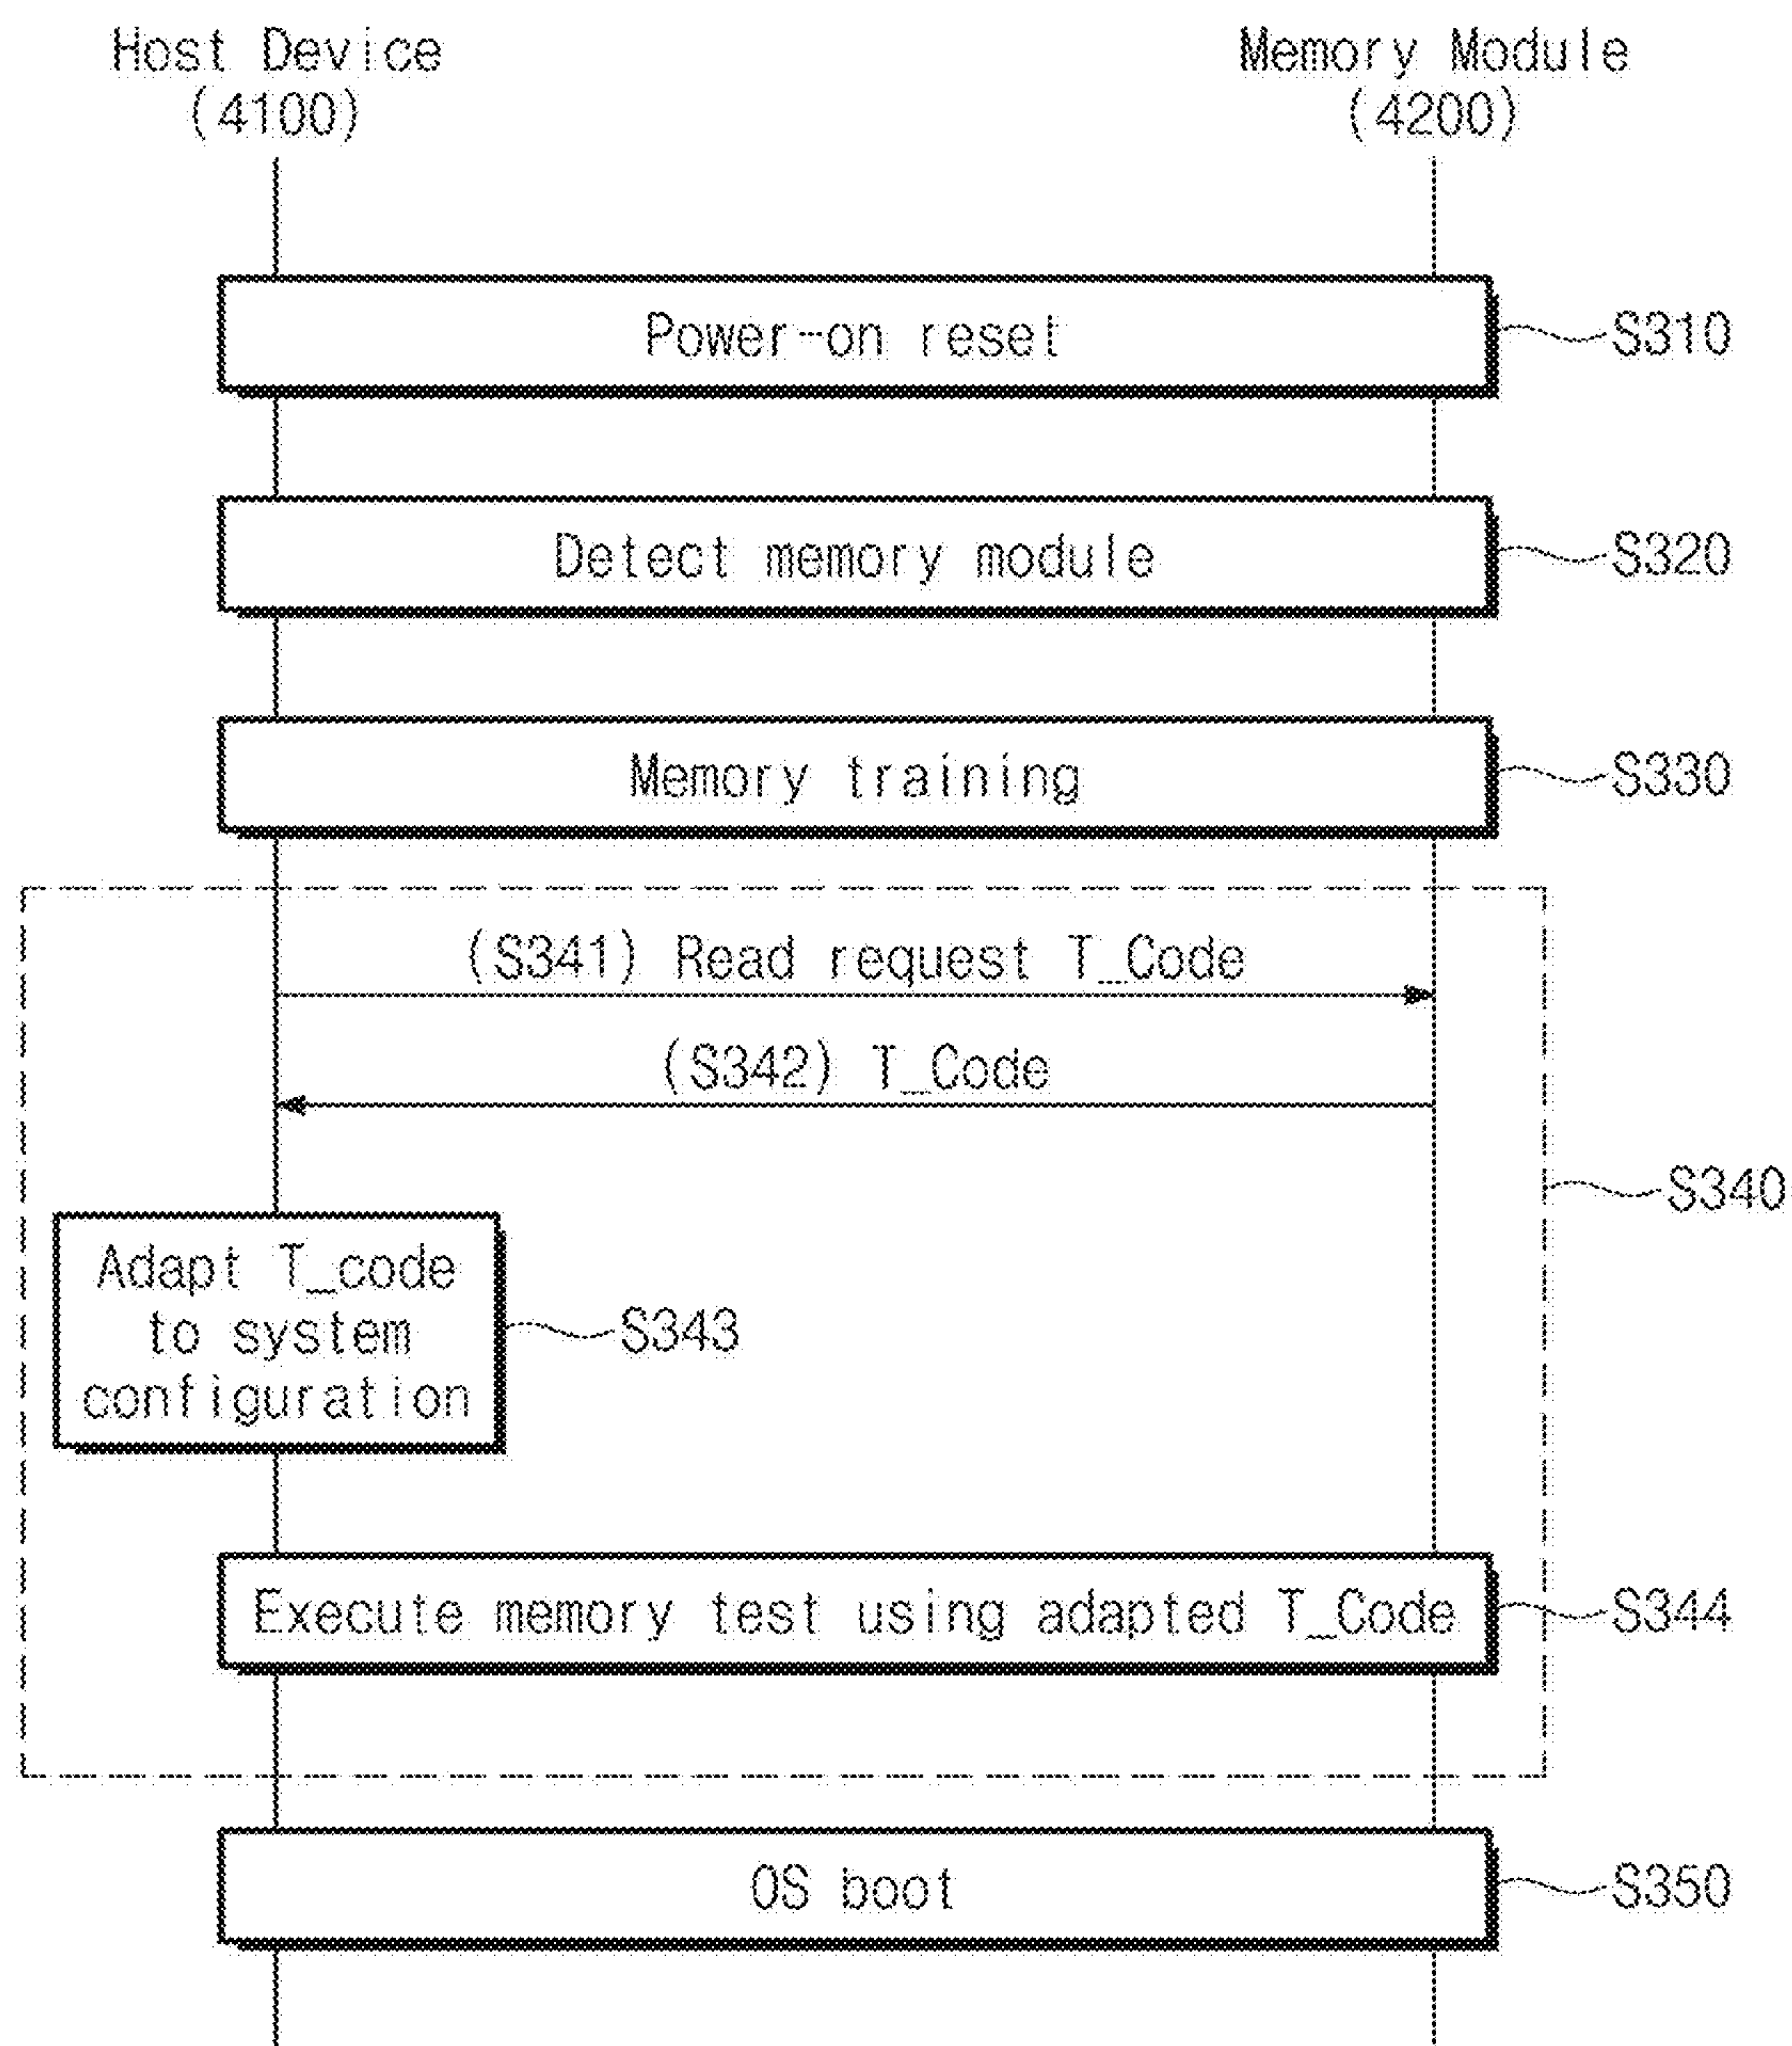 Host Device
(4100)
Memory Module
(4200)
Power-on reset
S310
Detect memory module
S320
Memory training
S330
(S341) Read request T_Code
(S342) T_Code
S340
Adapt T_code
to system
configuration
S343
Execute memory test using adapted T_Code
S344
OS boot
S350